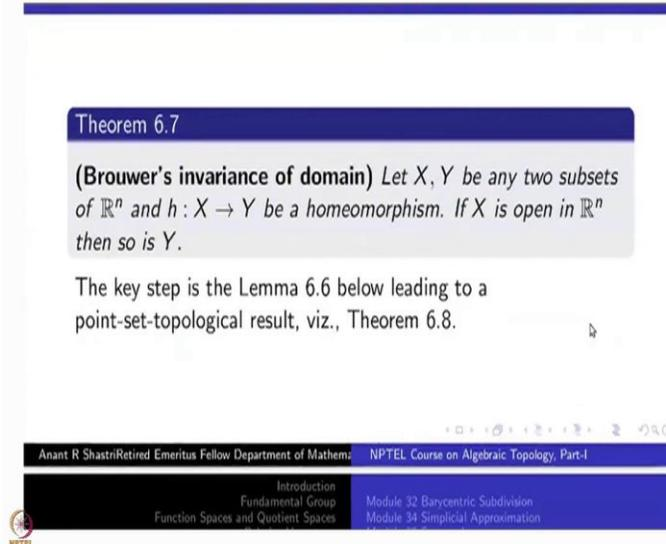 Theorem 6.7
(Brouwer's invariance of domain) Let X, Y be any two subsets
of ℝⁿ and h : X → Y be a homeomorphism. If X is open in ℝⁿ
then so is Y.
The key step is the Lemma 6.6 below leading to a
point-set-topological result, viz., Theorem 6.8.
Anant R ShastriRetired Emeritus Fellow Department of Mathema
NPTEL Course on Algebraic Topology, Part-I
Introduction
Fundamental Group
Function Spaces and Quotient Spaces
Module 32 Barycentric Subdivision
Module 34 Simplicial Approximation
NPTEL